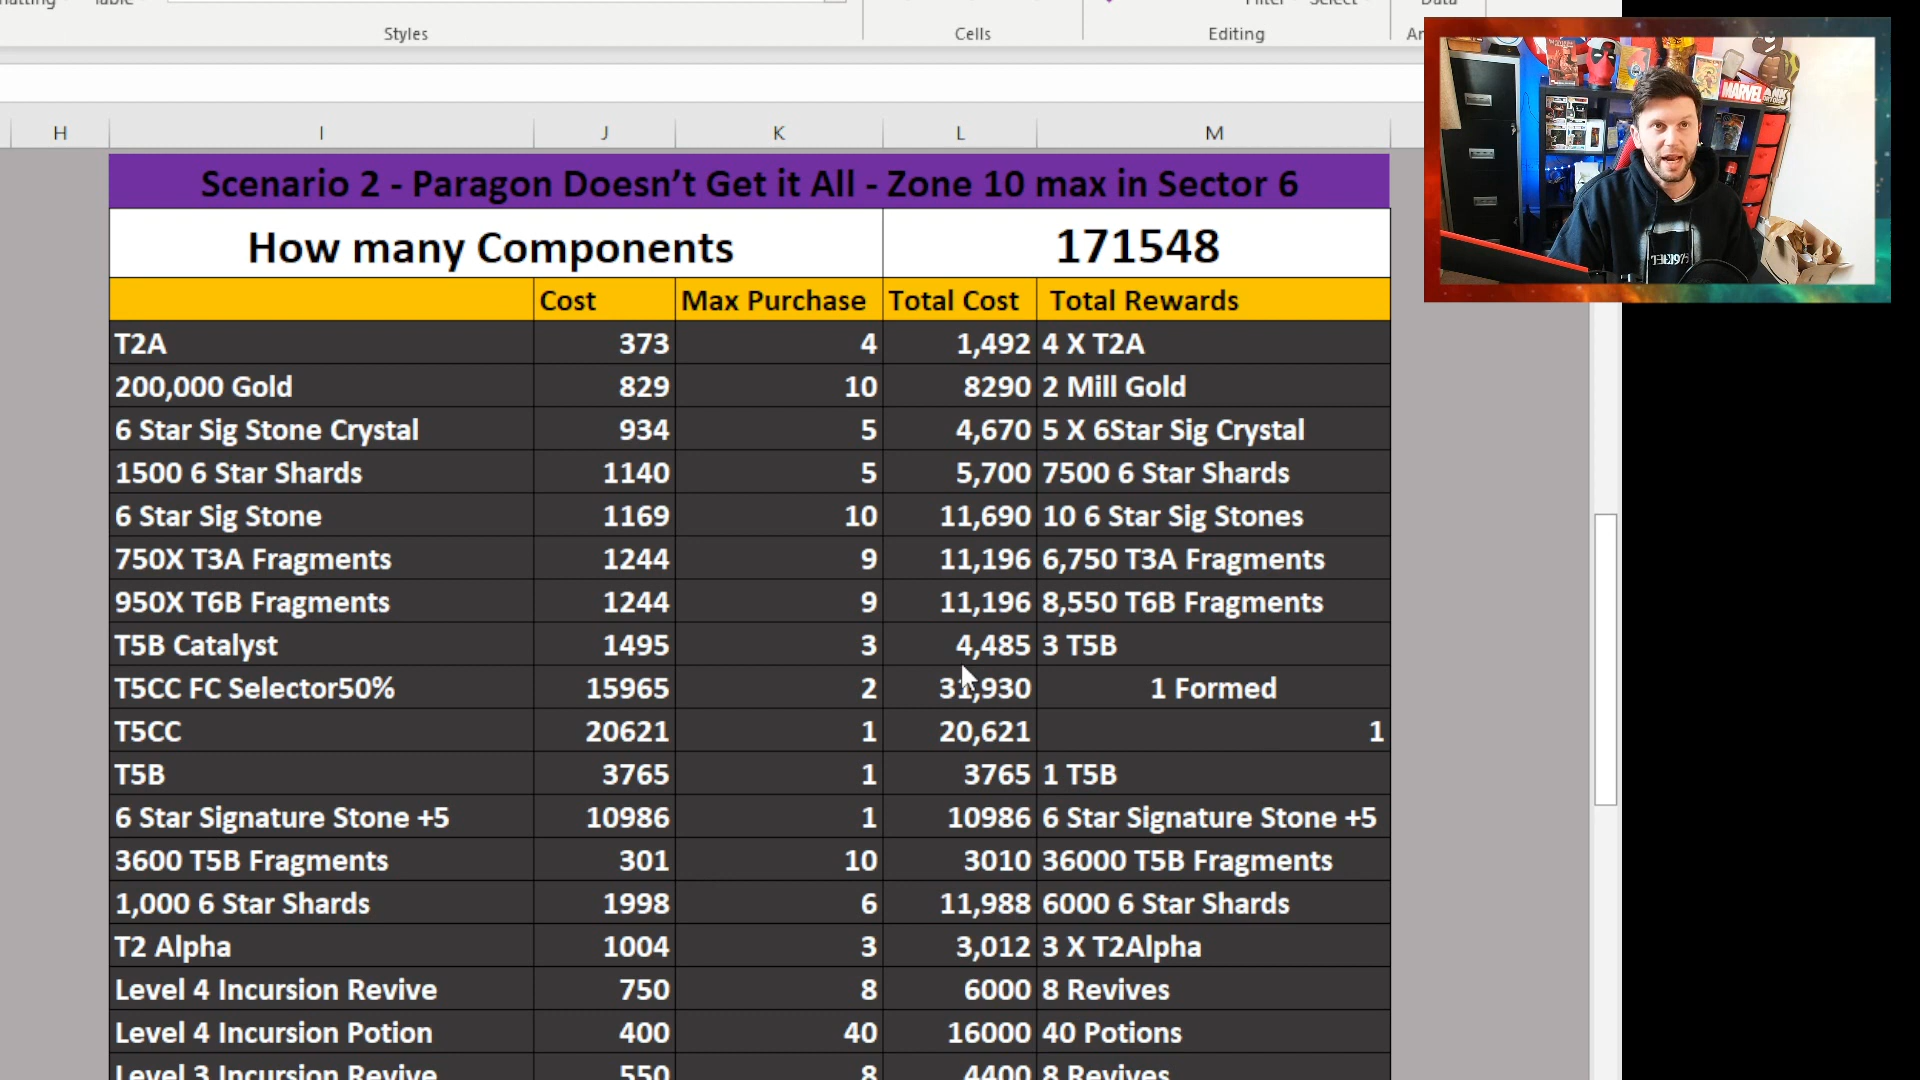 Styles
Cells
Editing
H I J K L M
Scenario 2 - Paragon Doesn't Get it All - Zone 10 max in Sector 6
How many Components 171548
Cost Max Purchase Total Cost Total Rewards
T2A 373 4 1,492 4 X T2A
200,000 Gold 829 10 8290 2 Mill Gold
6 Star Sig Stone Crystal 934 5 4,670 5 X 6Star Sig Crystal
1500 6 Star Shards 1140 5 5,700 7500 6 Star Shards
6 Star Sig Stone 1169 10 11,690 10 6 Star Sig Stones
750X T3A Fragments 1244 9 11,196 6,750 T3A Fragments
950X T6B Fragments 1244 9 11,196 8,550 T6B Fragments
T5B Catalyst 1495 3 4,485 3 T5B
T5CC FC Selector50% 15965 2 31,930 1 Formed
T5CC 20621 1 20,621 1
T5B 3765 1 3765 1 T5B
6 Star Signature Stone +5 10986 1 10986 6 Star Signature Stone +5
3600 T5B Fragments 301 10 3010 36000 T5B Fragments
1,000 6 Star Shards 1998 6 11,988 6000 6 Star Shards
T2 Alpha 1004 3 3,012 3 X T2Alpha
Level 4 Incursion Revive 750 8 6000 8 Revives
Level 4 Incursion Potion 400 40 16000 40 Potions
Level 3 Incursion Revive 550 8 4400 8 Revives
MARVEL